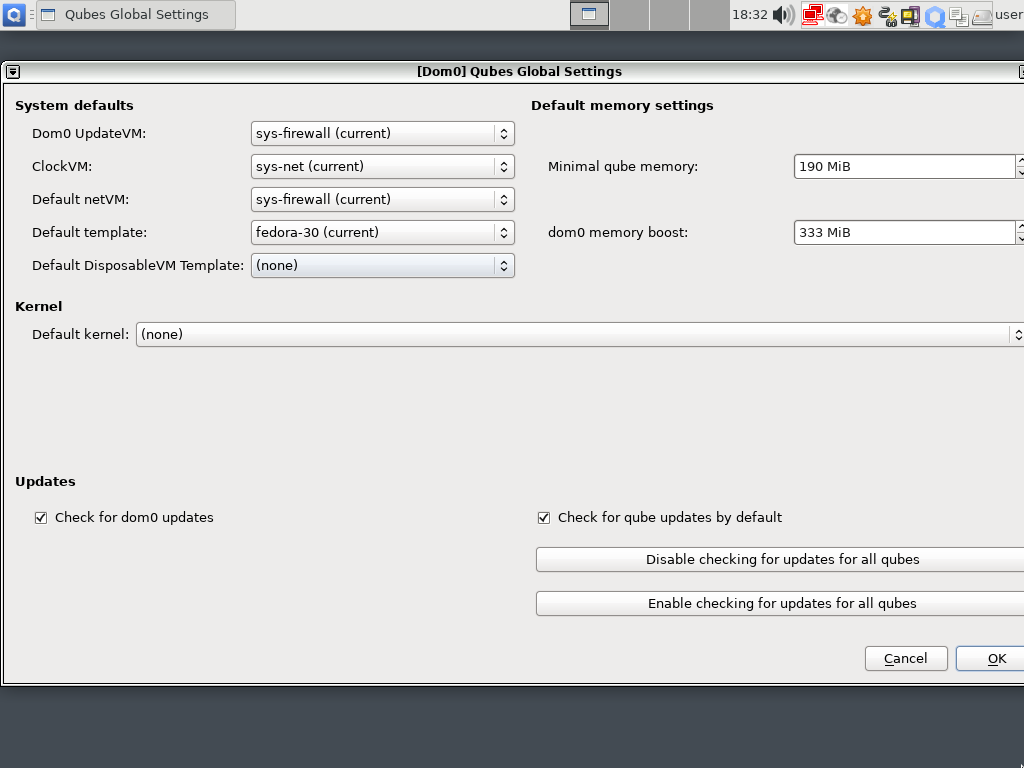 Qubes Global Settings
18:32
user
[Dom0] Qubes Global Settings
System defaults
Dom0 UpdateVM: sys-firewall (current)
ClockVM: sys-net (current)
Default netVM: sys-firewall (current)
Default template: fedora-30 (current)
Default DisposableVM Template: (none)
Default memory settings
Minimal qube memory: 190 MiB
dom0 memory boost: 333 MiB
Kernel
Default kernel: (none)
Updates
Check for dom0 updates
Check for qube updates by default
Disable checking for updates for all qubes
Enable checking for updates for all qubes
Cancel OK